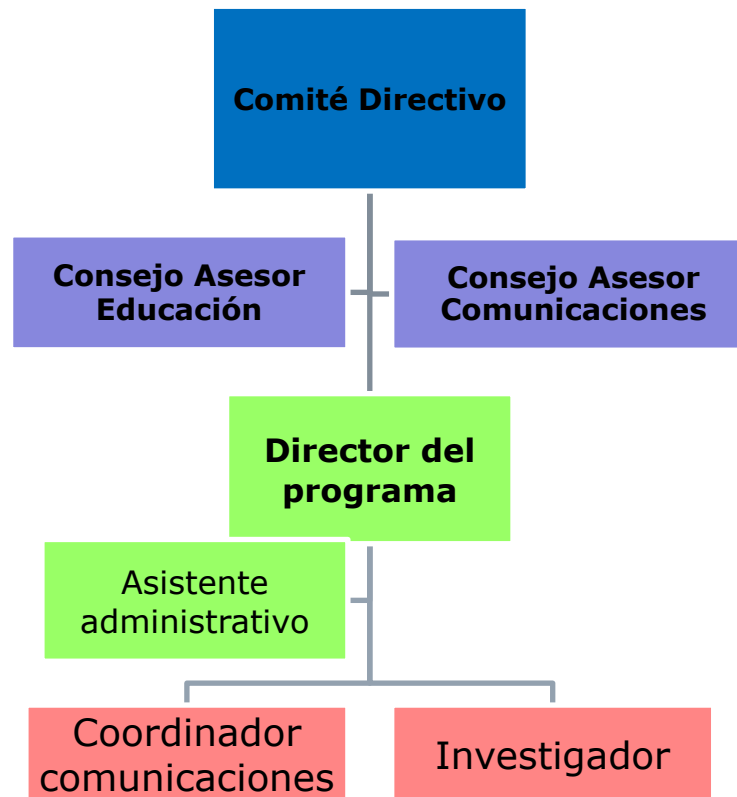 Comité Directivo
Consejo Asesor
Educación
Consejo Asesor
Comunicaciones
Director del
programa
Asistente
administrativo
Coordinador
comunicaciones
Investigador